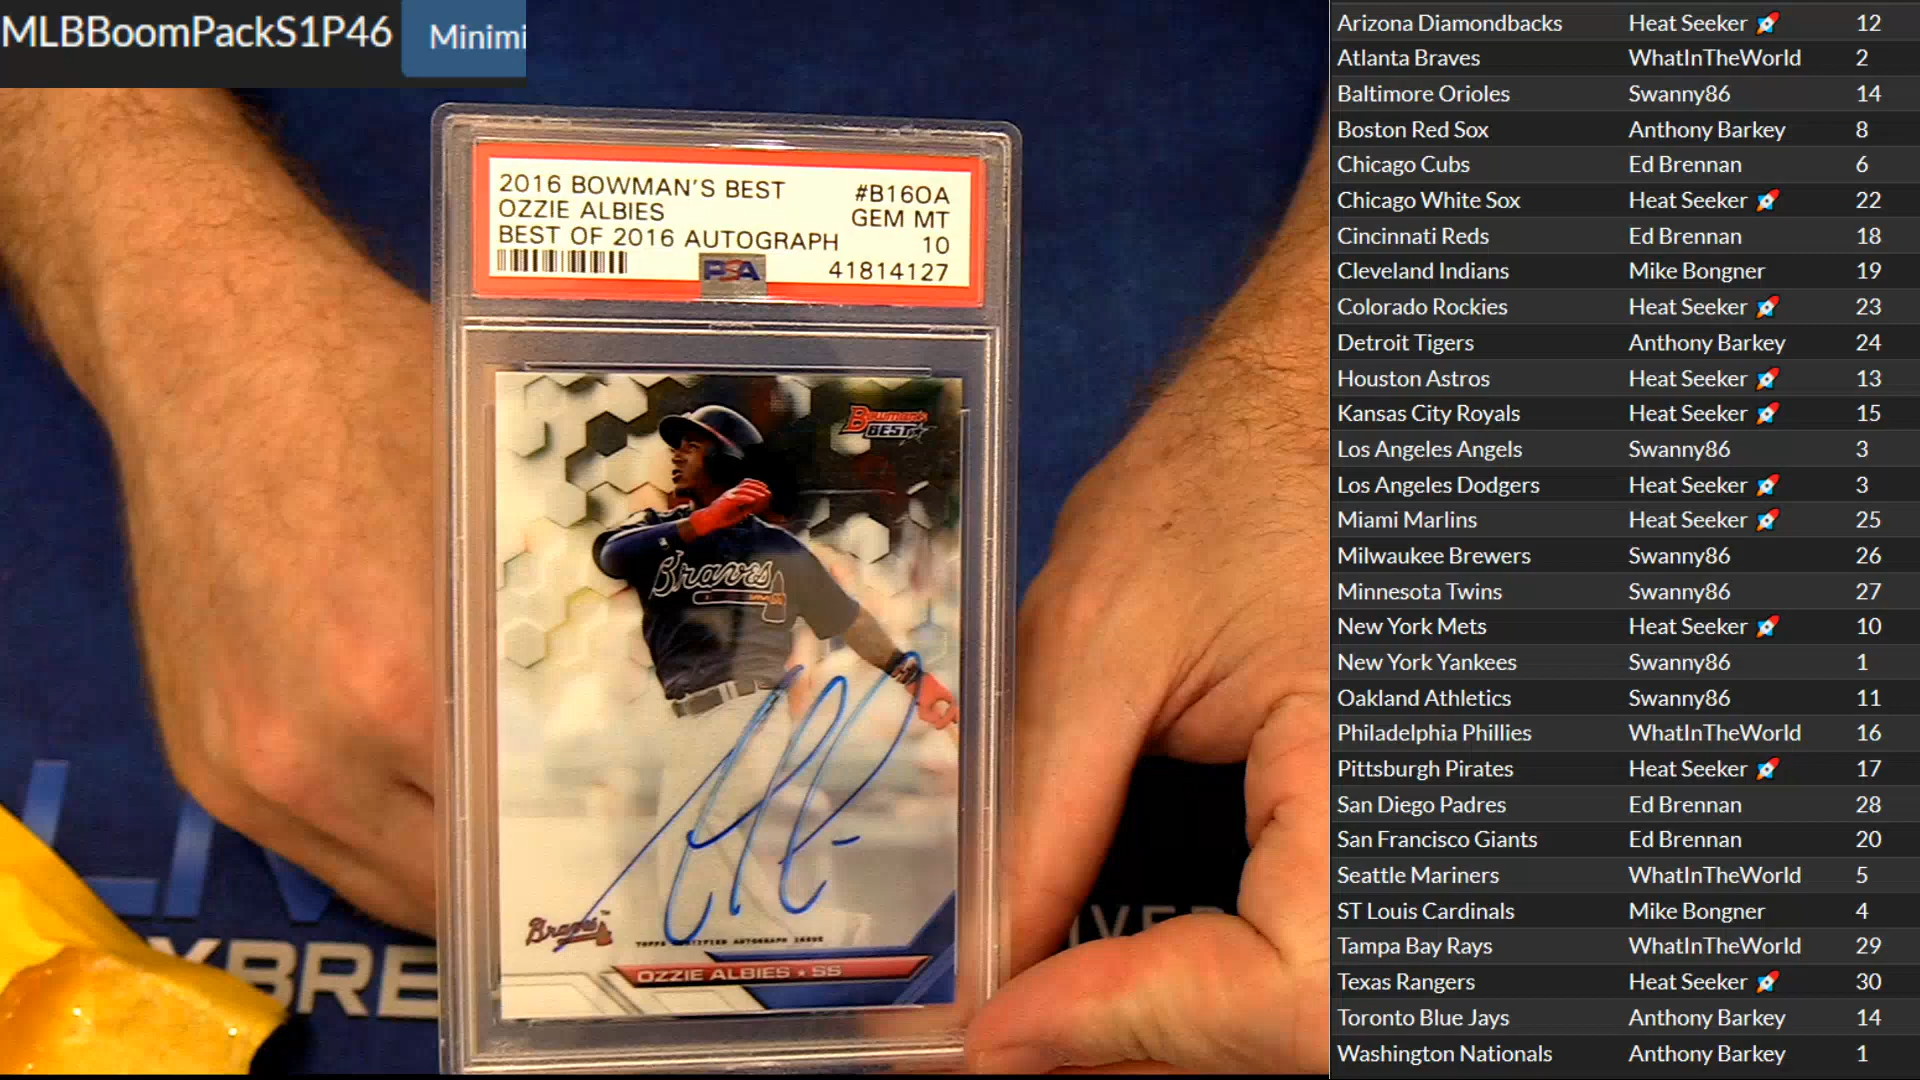 MLBBoomPackS1P46 Minimi
2016 BOWMAN'S BEST #B16OA
OZZIE ALBIES GEM MT
BEST OF 2016 AUTOGRAPH 10
PSA 41814127
Bowman's
BEST
Braves
Braves
TOPPS CERTIFIED AUTOGRAPH ISSUE
OZZIE ALBIES ★ SS
LIV
XBRE
IVE
Arizona Diamondbacks Heat Seeker 🚀 12
Atlanta Braves WhatInTheWorld 2
Baltimore Orioles Swanny86 14
Boston Red Sox Anthony Barkey 8
Chicago Cubs Ed Brennan 6
Chicago White Sox Heat Seeker 🚀 22
Cincinnati Reds Ed Brennan 18
Cleveland Indians Mike Bongner 19
Colorado Rockies Heat Seeker 🚀 23
Detroit Tigers Anthony Barkey 24
Houston Astros Heat Seeker 🚀 13
Kansas City Royals Heat Seeker 🚀 15
Los Angeles Angels Swanny86 3
Los Angeles Dodgers Heat Seeker 🚀 3
Miami Marlins Heat Seeker 🚀 25
Milwaukee Brewers Swanny86 26
Minnesota Twins Swanny86 27
New York Mets Heat Seeker 🚀 10
New York Yankees Swanny86 1
Oakland Athletics Swanny86 11
Philadelphia Phillies WhatInTheWorld 16
Pittsburgh Pirates Heat Seeker 🚀 17
San Diego Padres Ed Brennan 28
San Francisco Giants Ed Brennan 20
Seattle Mariners WhatInTheWorld 5
ST Louis Cardinals Mike Bongner 4
Tampa Bay Rays WhatInTheWorld 29
Texas Rangers Heat Seeker 🚀 30
Toronto Blue Jays Anthony Barkey 14
Washington Nationals Anthony Barkey 1